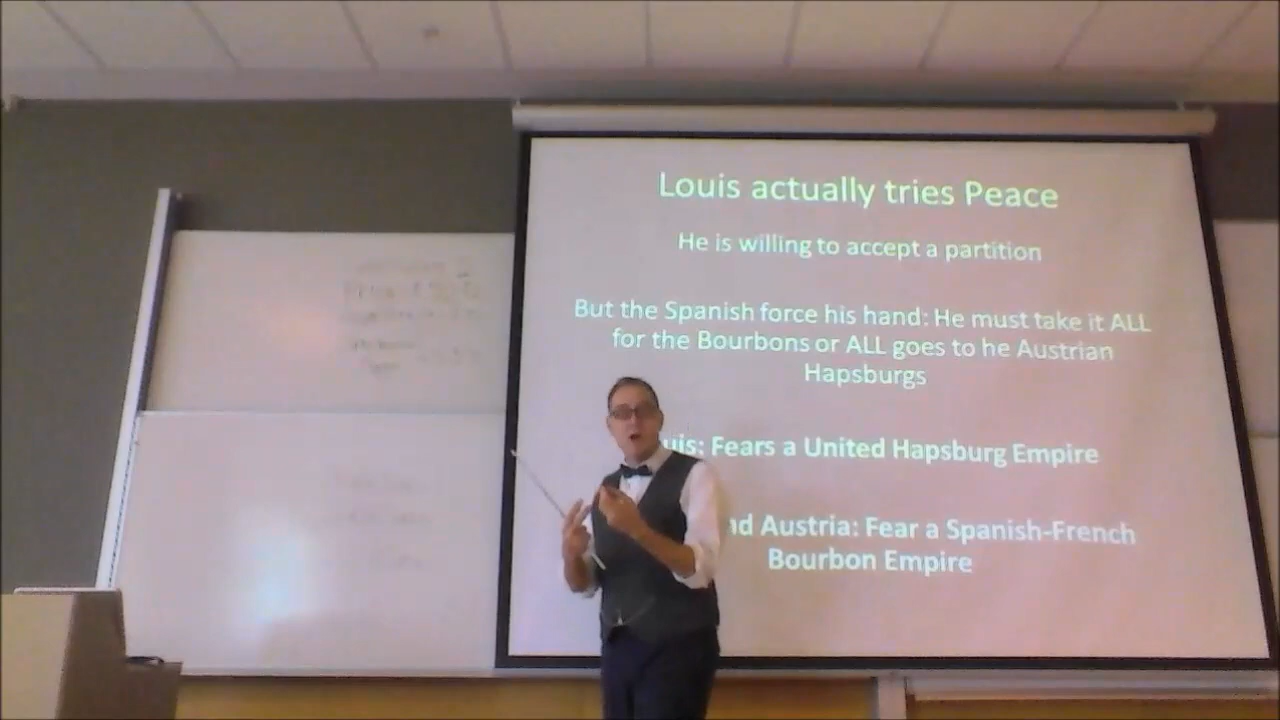 Louis actually tries Peace
He is willing to accept a partition
But the Spanish force his hand: He must take it ALL
for the Bourbons or ALL goes to he Austrian
Hapsburgs
uis: Fears a United Hapsburg Empire
nd Austria: Fear a Spanish-French
Bourbon Empire